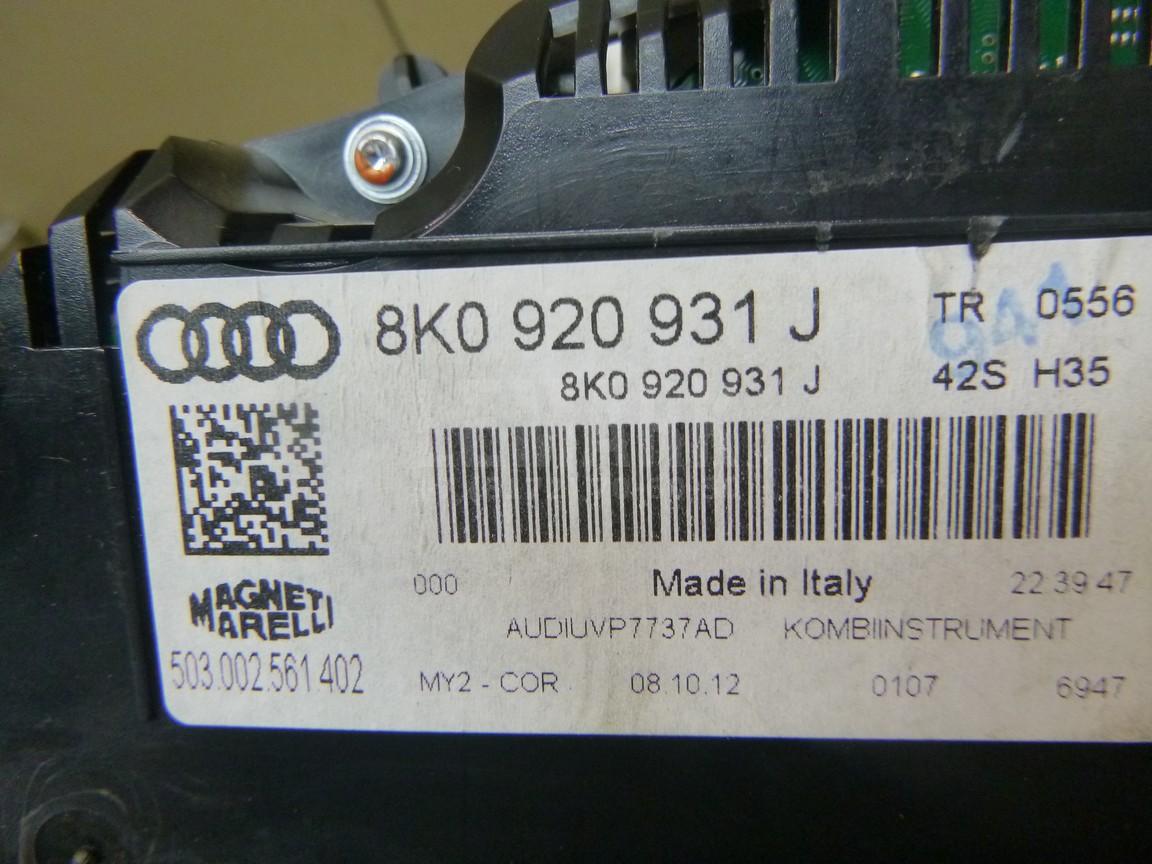 8K0 920 931 J TR 0556
8K0 920 931 J 42S H35
000 Made in Italy 22 39 47
MAGNETI
MARELLI
AUDIUVP7737AD KOMBIINSTRUMENT
503.002.561.402
MY2 - COR 08.10.12 0107 6947